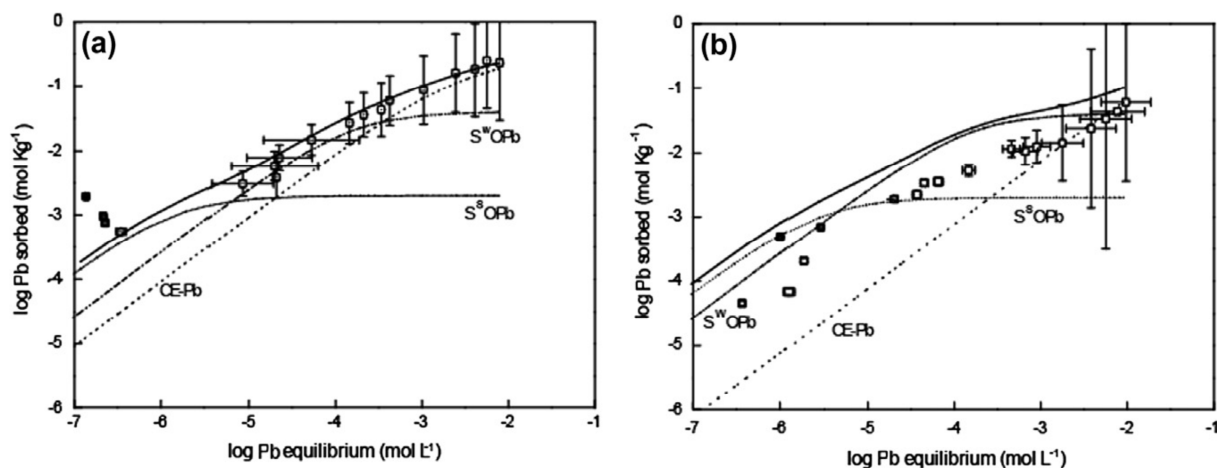 (a)
0
-1
-2
-3
-4
-5
-6
log Pb sorbed (mol Kg⁻¹)
SᵂOPb
SˢOPb
CE-Pb
-7 -6 -5 -4 -3 -2 -1
log Pb equilibrium (mol L⁻¹)
(b)
0
-1
-2
-3
-4
-5
-6
log Pb sorbed (mol Kg⁻¹)
SˢOPb
SᵂOPb
CE-Pb
-7 -6 -5 -4 -3 -2 -1
log Pb equilibrium (mol L⁻¹)